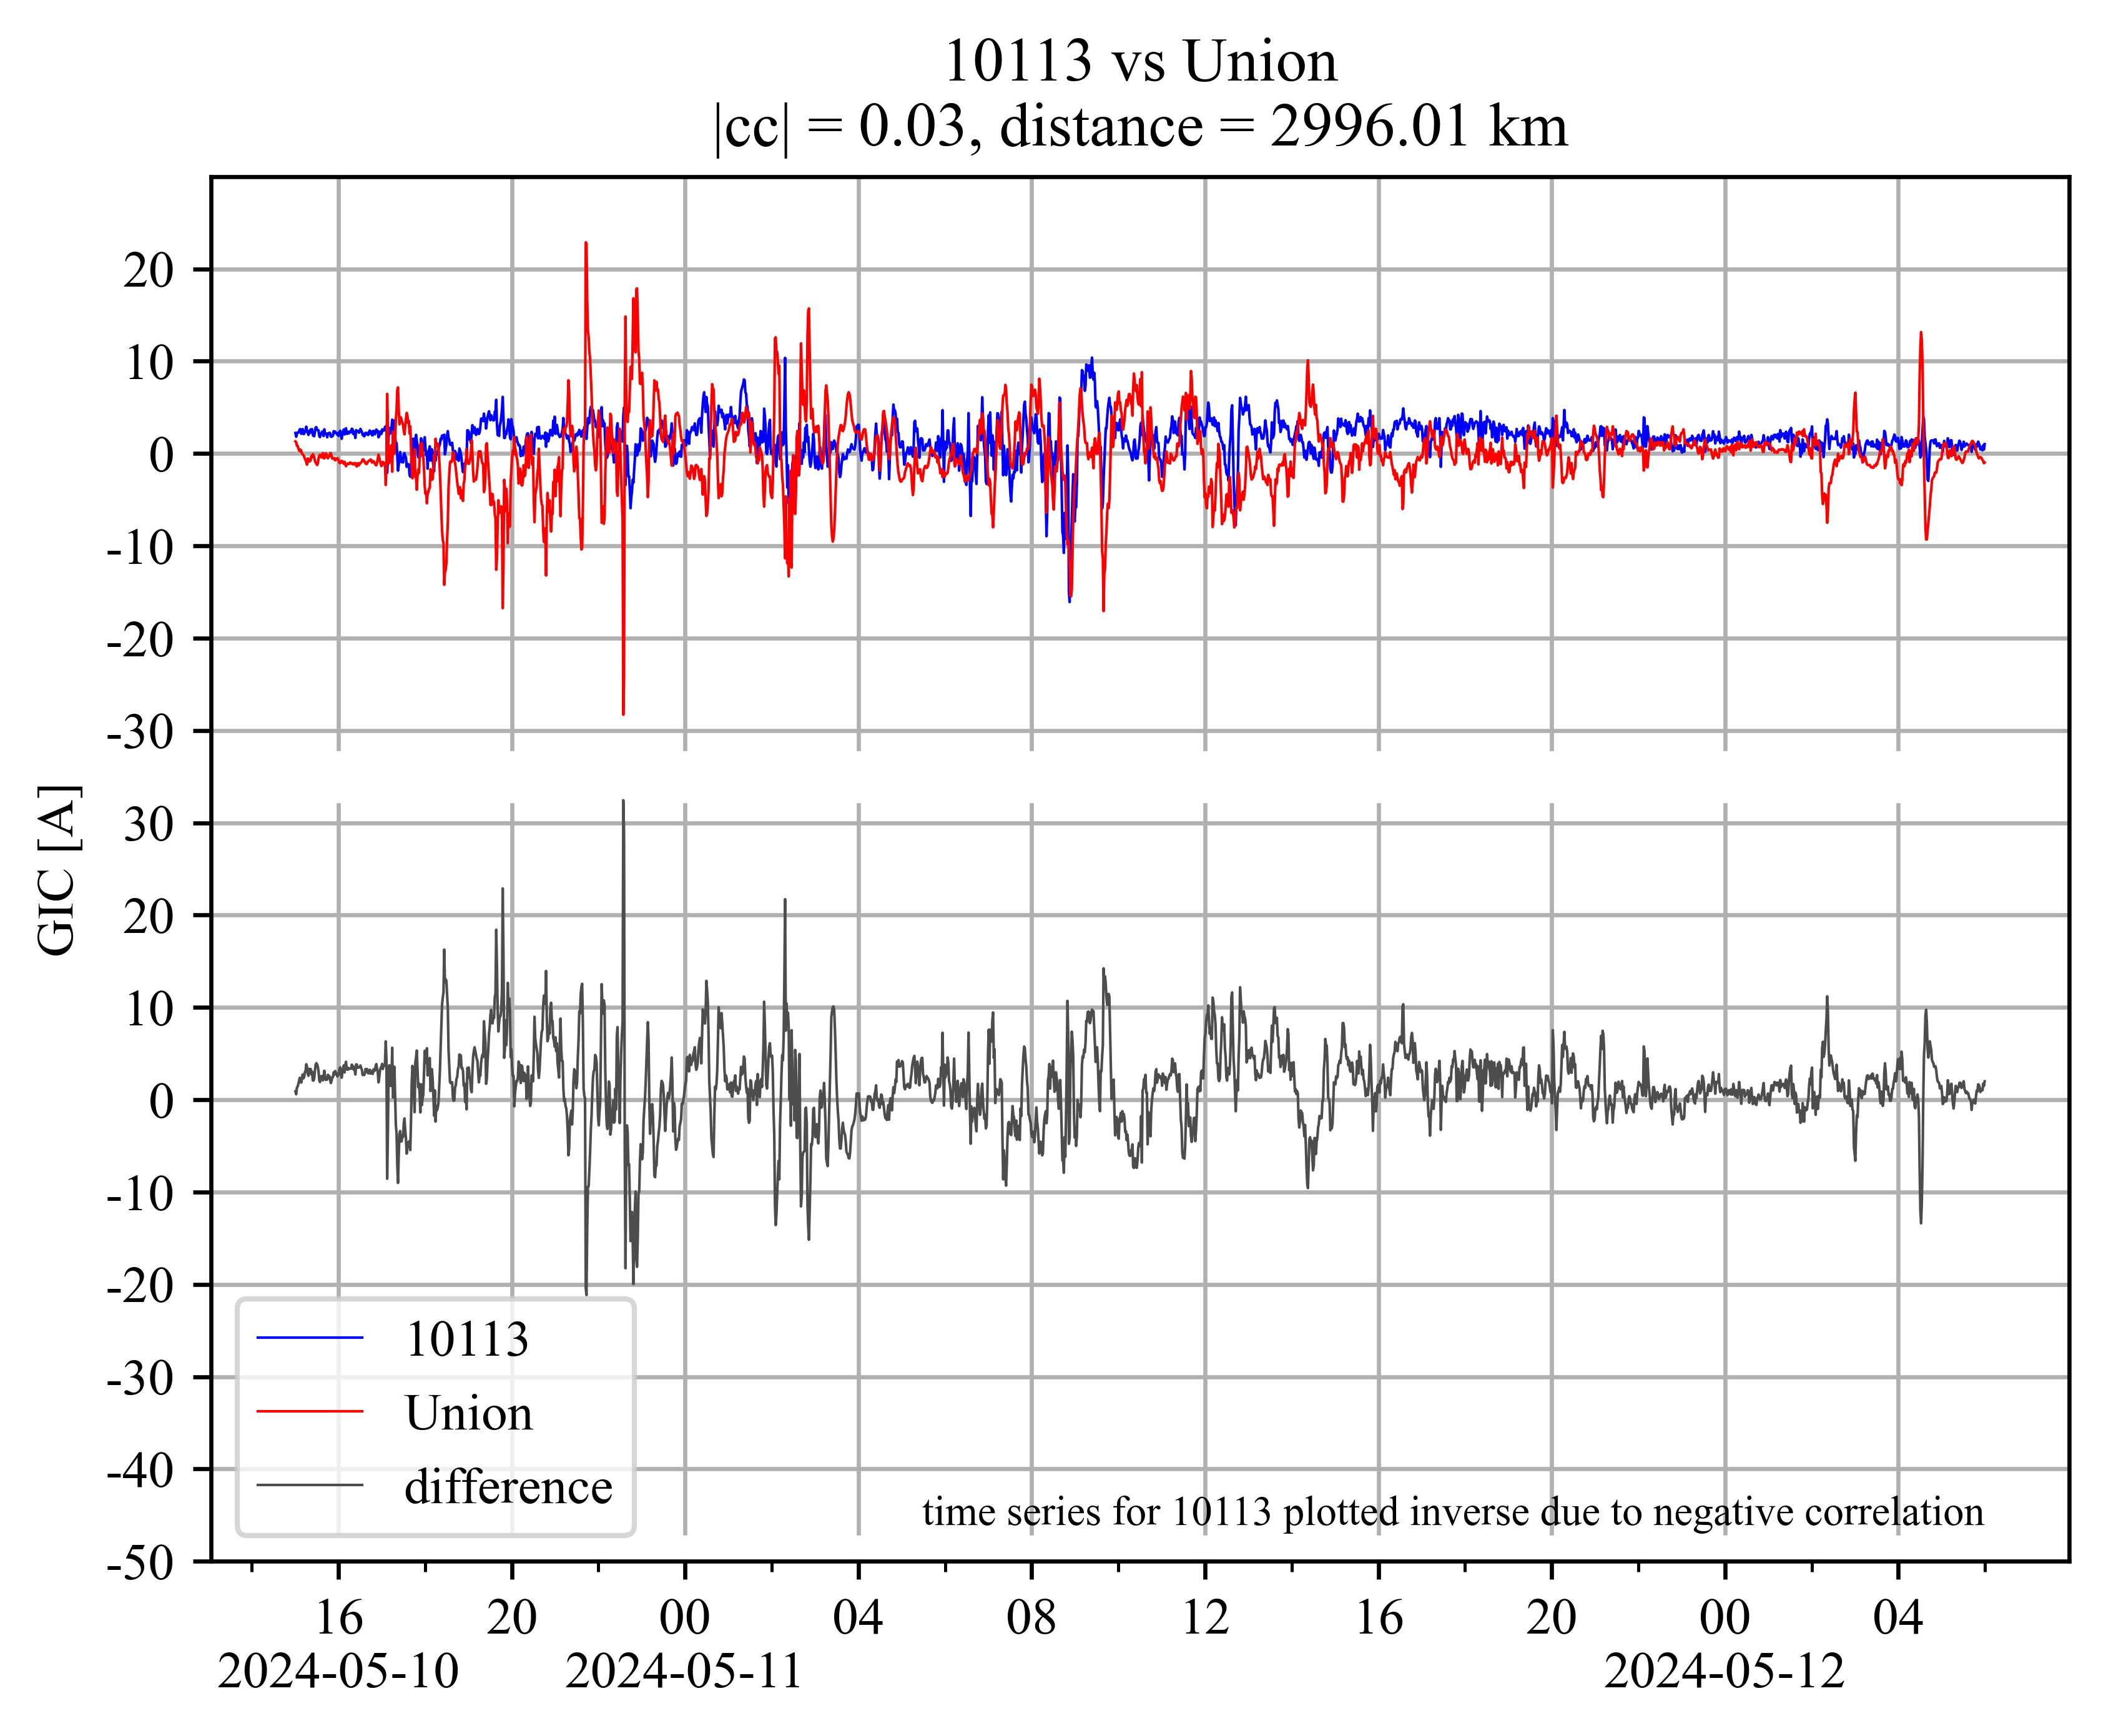 10113 vs Union
|cc| = 0.03, distance = 2996.01 km
20
10
0
-10
-20
-30
30
20
10
0
-10
-20
-30
-40
-50
GIC [A]
10113
Union
difference
time series for 10113 plotted inverse due to negative correlation
16 20 00 04 08 12 16 20 00 04
2024-05-10 2024-05-11 2024-05-12